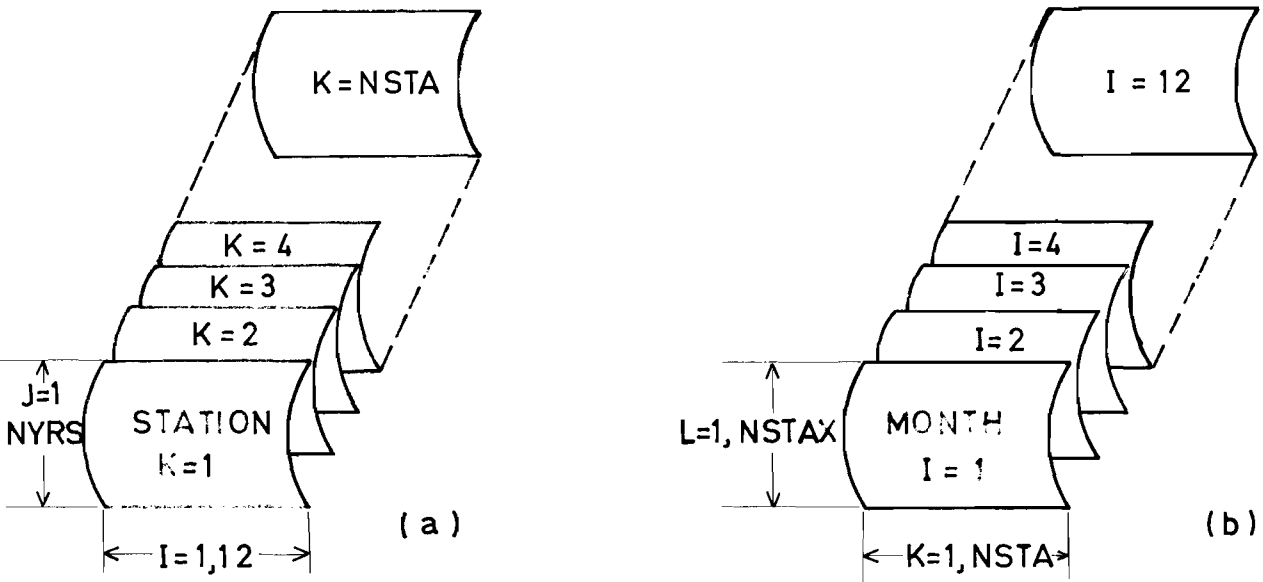 K = NSTA
K = 4
K = 3
K = 2
J=1
NYRS
STATION
K=1
I=1,12
(a)
I = 12
I=4
I=3
I=2
L=1, NSTAX
MONTH
I = 1
K=1, NSTA
(b)